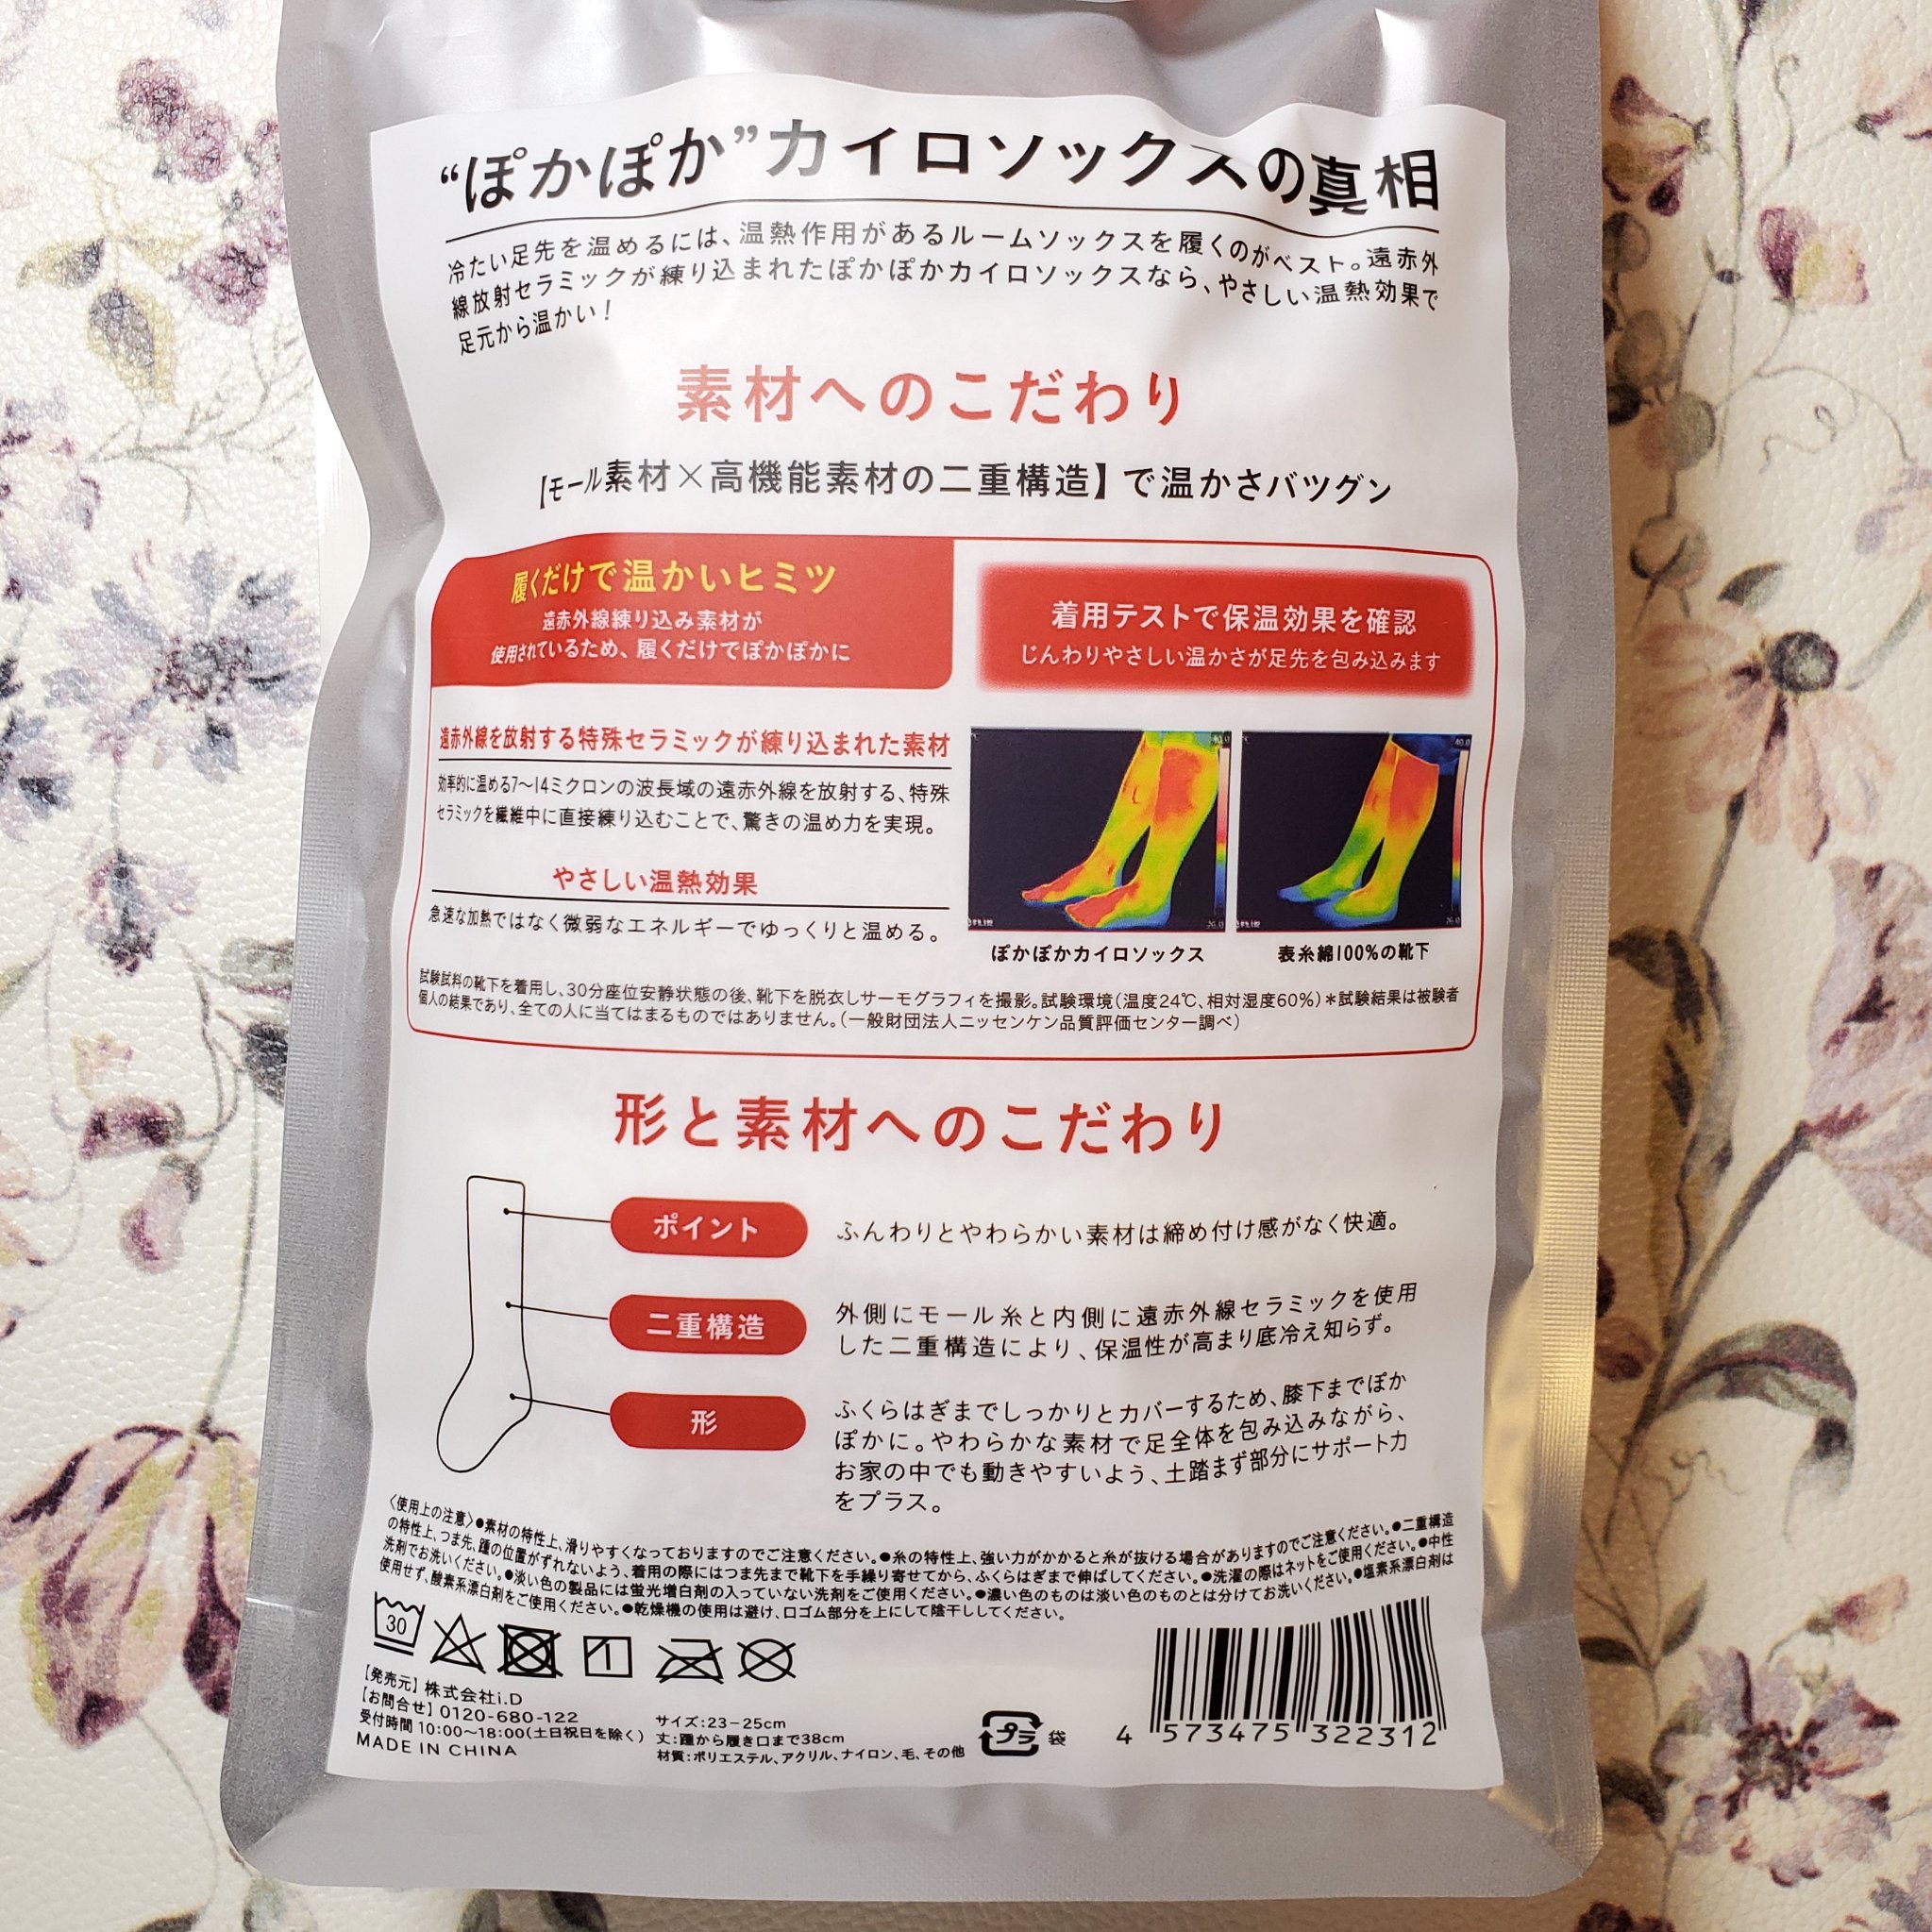 “ぽかぽか”カイロソックスの真相
冷たい足先を温めるには、温熱作用があるルームソックスを履くのがベスト。遠赤外
線放射セラミックが練り込まれたぽかぽかカイロソックスなら、やさしい温熱効果で
足元から温かい！
素材へのこだわり
【モール素材×高機能素材の二重構造】で温かさバツグン
履くだけで温かいヒミツ
遠赤外線練り込み素材が
使用されているため、履くだけでぽかぽかに
着用テストで保温効果を確認
じんわりやさしい温かさが足先を包み込みます
遠赤外線を放射する特殊セラミックが練り込まれた素材
効率的に温める7〜14ミクロンの波長域の遠赤外線を放射する、特殊
セラミックを繊維中に直接練り込むことで、驚きの温め力を実現。
やさしい温熱効果
急速な加熱ではなく微弱なエネルギーでゆっくりと温める。
ぽかぽかカイロソックス
表糸綿100%の靴下
試験試料の靴下を着用し、30分座位安静状態の後、靴下を脱衣しサーモグラフィを撮影。試験環境（温度24℃、相対湿度60%）＊試験結果は被験者
個人の結果であり、全ての人に当てはまるものではありません。（一般財団法人ニッセンケン品質評価センター調べ）
形と素材へのこだわり
ポイント
ふんわりとやわらかい素材は締め付け感がなく快適。
二重構造
外側にモール糸と内側に遠赤外線セラミックを使用
した二重構造により、保温性が高まり底冷え知らず。
形
ふくらはぎまでしっかりとカバーするため、膝下までぽか
ぽかに。やわらかな素材で足全体を包み込みながら、
お家の中でも動きやすいよう、土踏まず部分にサポート力
をプラス。
〈使用上の注意〉●素材の特性上、滑りやすくなっておりますのでご注意ください。●糸の特性上、強い力がかかると糸が抜ける場合がありますのでご注意ください。●二重構造
の特性上、つま先、踵の位置がずれないよう、着用の際にはつま先まで靴下を手繰り寄せてから、ふくらはぎまで伸ばしてください。●洗濯の際はネットをご使用ください。●中性
洗剤でお洗いください。●淡い色の製品には蛍光増白剤の入っていない洗剤をご使用ください。●濃い色のものは淡い色のものとは分けてお洗いください。●塩素系漂白剤は
使用せず、酸素系漂白剤をご使用ください。●乾燥機の使用は避け、口ゴム部分を上にして陰干ししてください。
30
【発売元】株式会社i.D
【お問合せ】0120-680-122
受付時間 10:00〜18:00（土日祝日を除く）
MADE IN CHINA
サイズ：23－25cm
丈：踵から履き口まで38cm
材質：ポリエステル、アクリル、ナイロン、毛、その他
プラ 袋
4 573475 322312